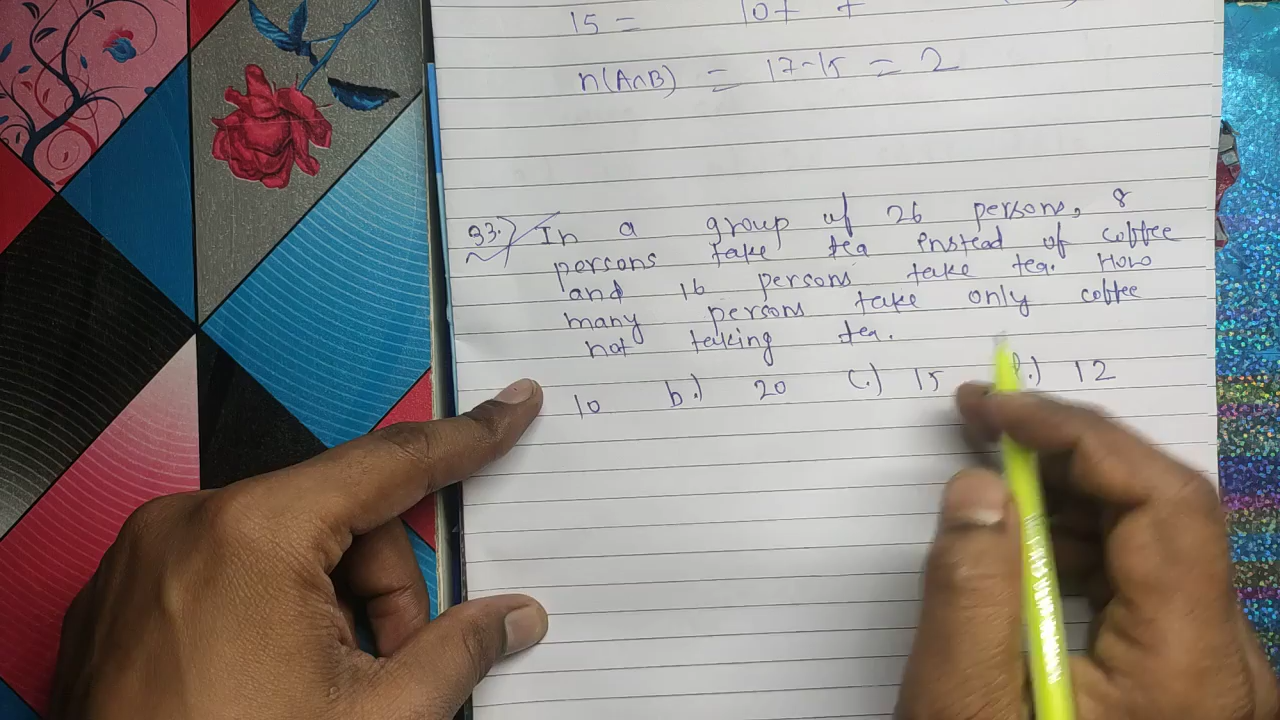 15 = 10+ +
n(A∩B) = 17-15 = 2
33.) In a group of 26 persons, 8
persons take tea instead of coffee
and 16 persons take tea. How
many persons take only coffee
not taking tea.
10 b.) 20 (.) 15 .) 12